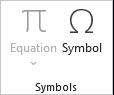 π Ω
Equation Symbol
Symbols